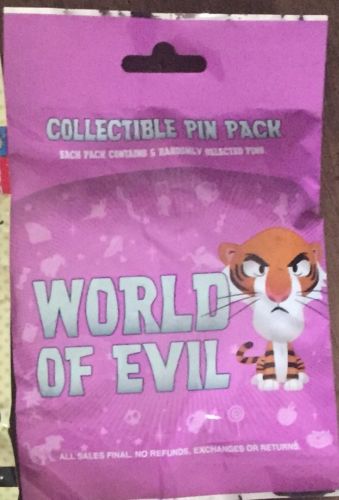 COLLECTIBLE PIN PACK
EACH PACK CONTAINS 5 RANDOMLY SELECTED PINS.
WORLD
OF EVIL
ALL SALES FINAL. NO REFUNDS, EXCHANGES OR RETURNS.